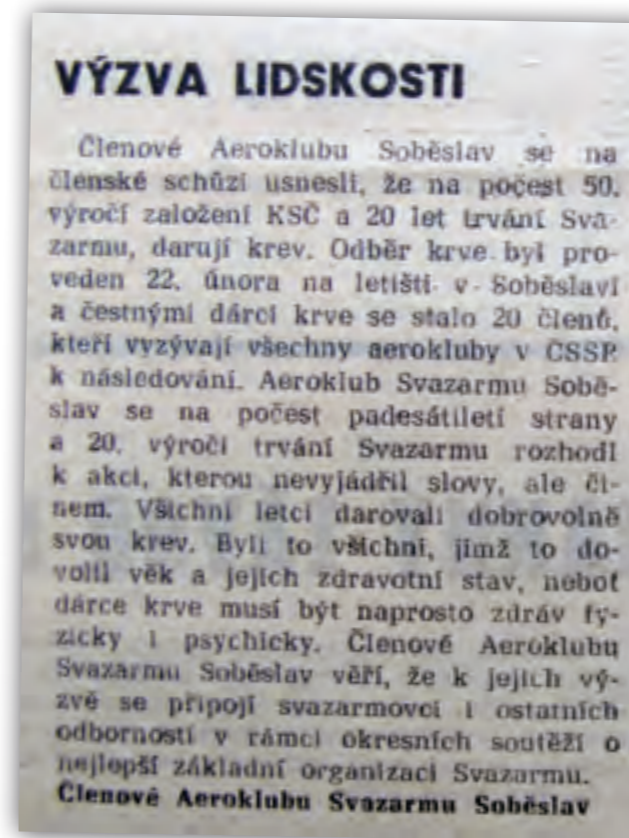 VÝZVA LIDSKOSTI
Členové Aeroklubu Soběslav se na
členské schůzi usnesli, že na počest 50.
výročí založení KSČ a 20 let trvání Sva-
zarmu, darují krev. Odběr krve byl pro-
veden 22. února na letišti v Soběslavi
a čestnými dárci krve se stalo 20 členů,
kteří vyzývají všechny aerokluby v ČSSR
k následování. Aeroklub Svazarmu Sobě-
slav se na počest padesátiletí strany
a 20. výročí trvání Svazarmu rozhodl
k akci, kterou nevyjádřil slovy, ale či-
nem. Všichni letci darovali dobrovolně
svou krev. Byli to všichni, jimž to do-
volil věk a jejich zdravotní stav, neboť
dárce krve musí být naprosto zdráv fy-
zicky i psychicky. Členové Aeroklubu
Svazarmu Soběslav věří, že k jejich vý-
zvě se připojí svazarmovci i ostatních
odborností v rámci okresních soutěží o
nejlepší základní organizaci Svazarmu.
Členové Aeroklubu Svazarmu Soběslav